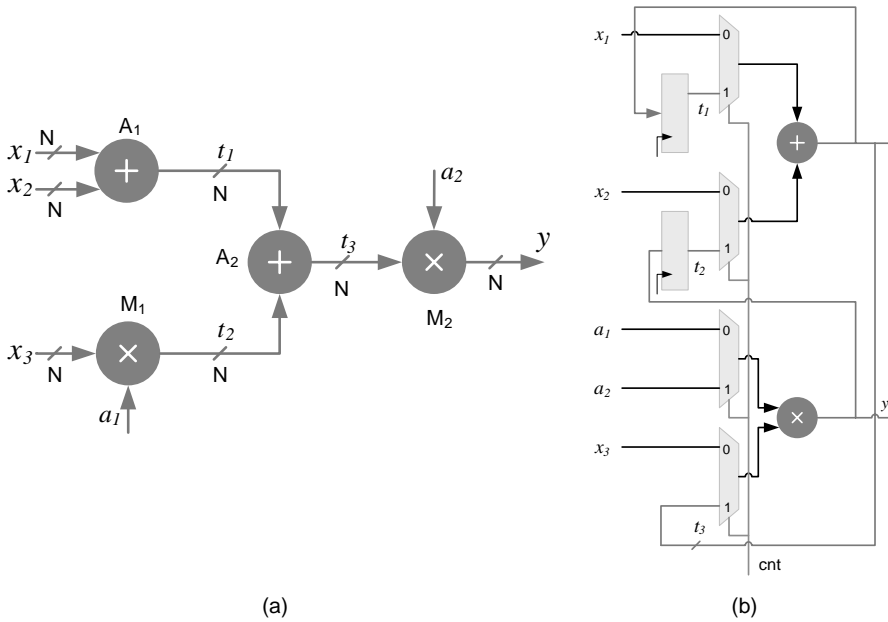 x1 N
x2 N
A1
t1
N
a2
A2
t3
N
y
N
M2
M1
x3 N
t2
N
a1
(a)
x1
0
1
t1
+
x2
0
1
t2
a1
0
a2
1
×
y
x3
0
1
t3
cnt
(b)